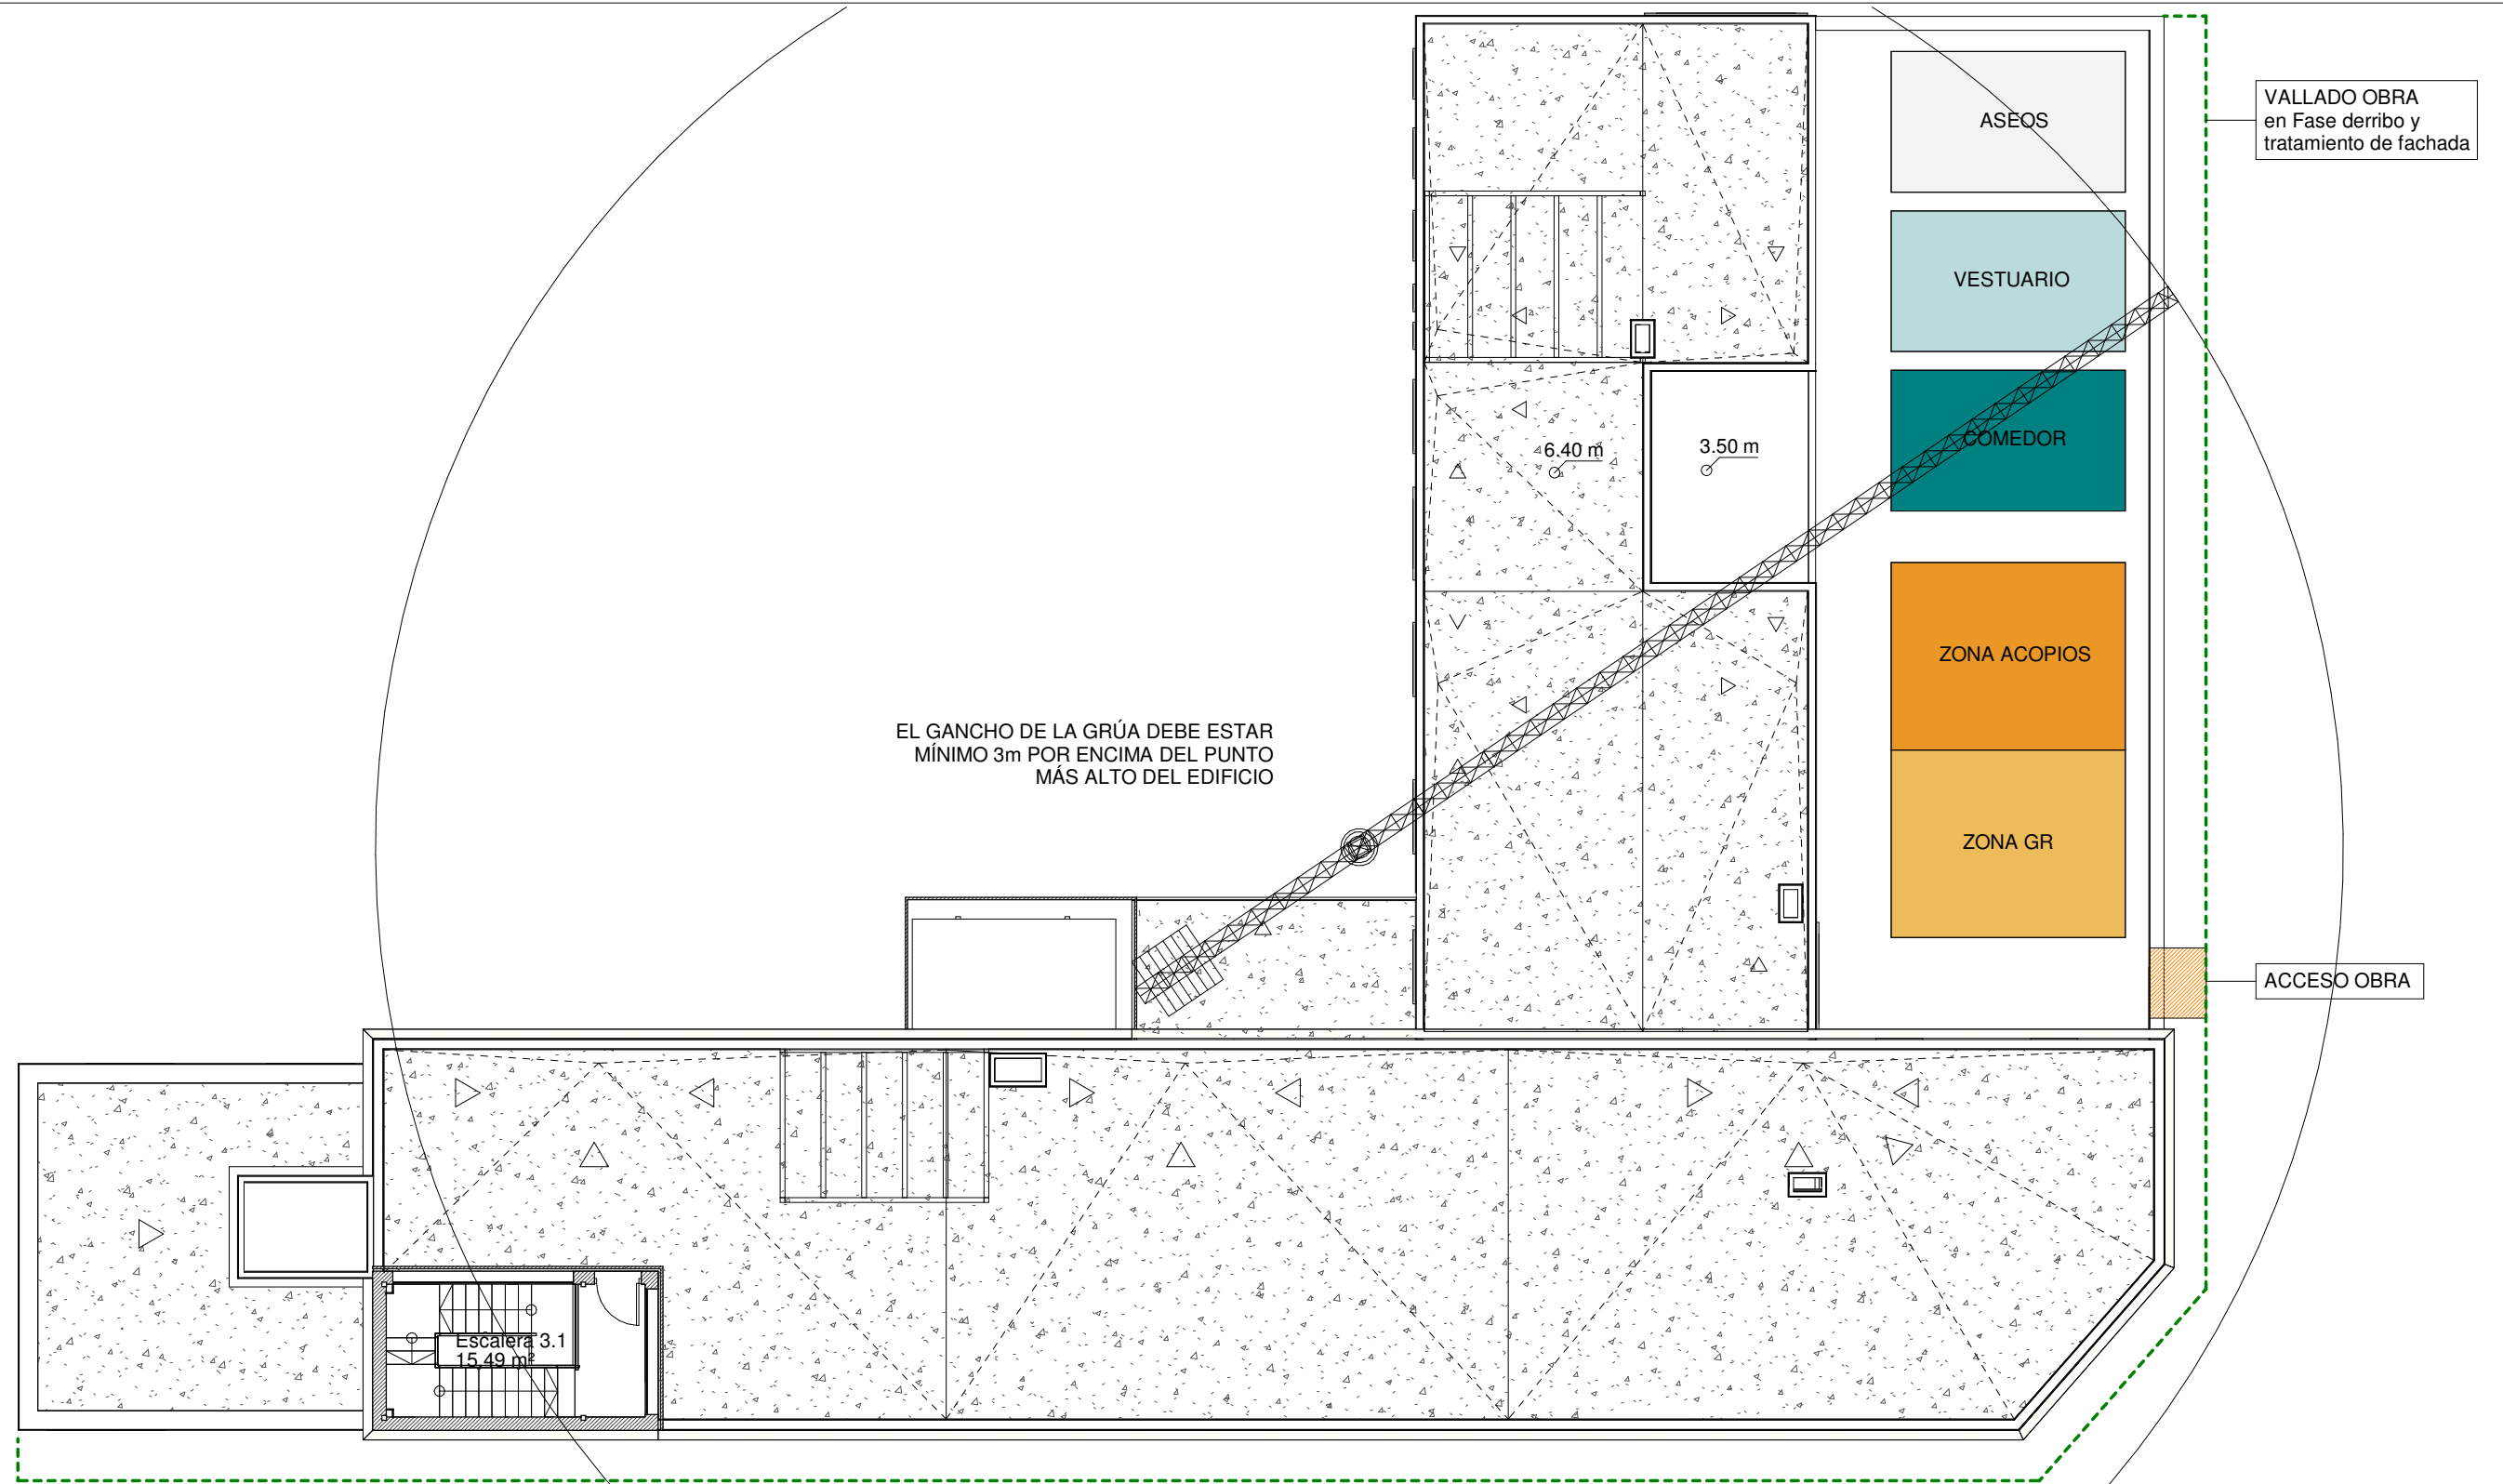 VALLADO OBRA
en Fase derribo y
tratamiento de fachada
ASEOS
VESTUARIO
COMEDOR
6.40 m
3.50 m
ZONA ACOPIOS
EL GANCHO DE LA GRÚA DEBE ESTAR
MÍNIMO 3m POR ENCIMA DEL PUNTO
MÁS ALTO DEL EDIFICIO
ZONA GR
ACCESO OBRA
Escalera 3.1
15,49 m²